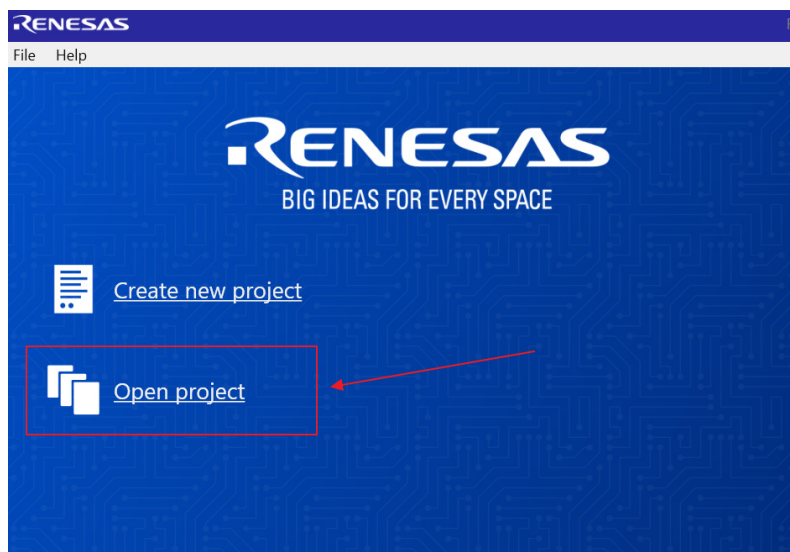 RENESAS
File Help
RENESAS
BIG IDEAS FOR EVERY SPACE
Create new project
Open project